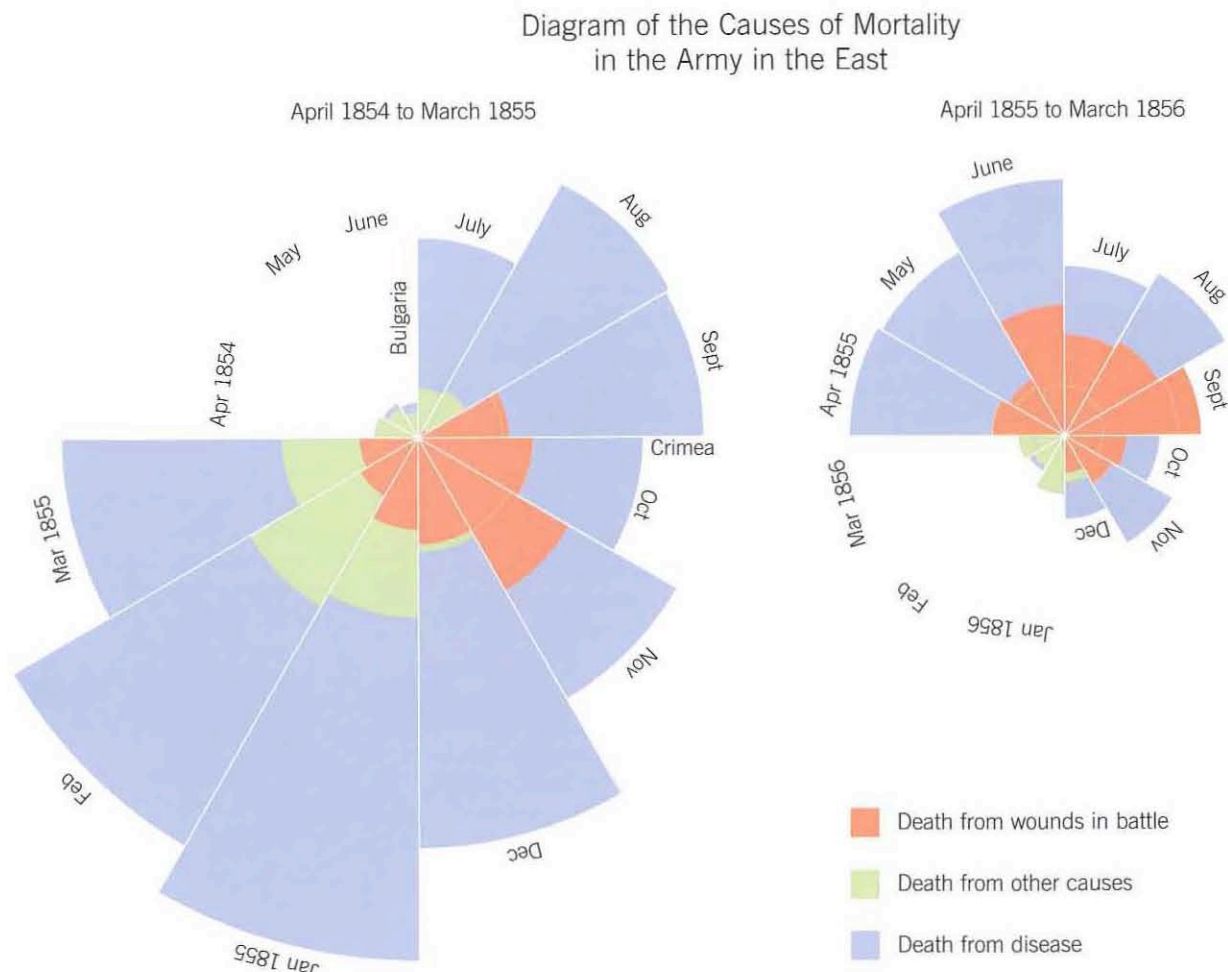 Diagram of the Causes of Mortality
in the Army in the East
April 1854 to March 1855
April 1855 to March 1856
Apr 1854
May
June
Bulgaria
July
Aug
Sept
Crimea
Oct
Nov
Dec
Jan 1855
Feb
Mar 1855
Apr 1855
May
June
July
Aug
Sept
Oct
Nov
Dec
Jan 1856
Feb
Mar 1856
Death from wounds in battle
Death from other causes
Death from disease